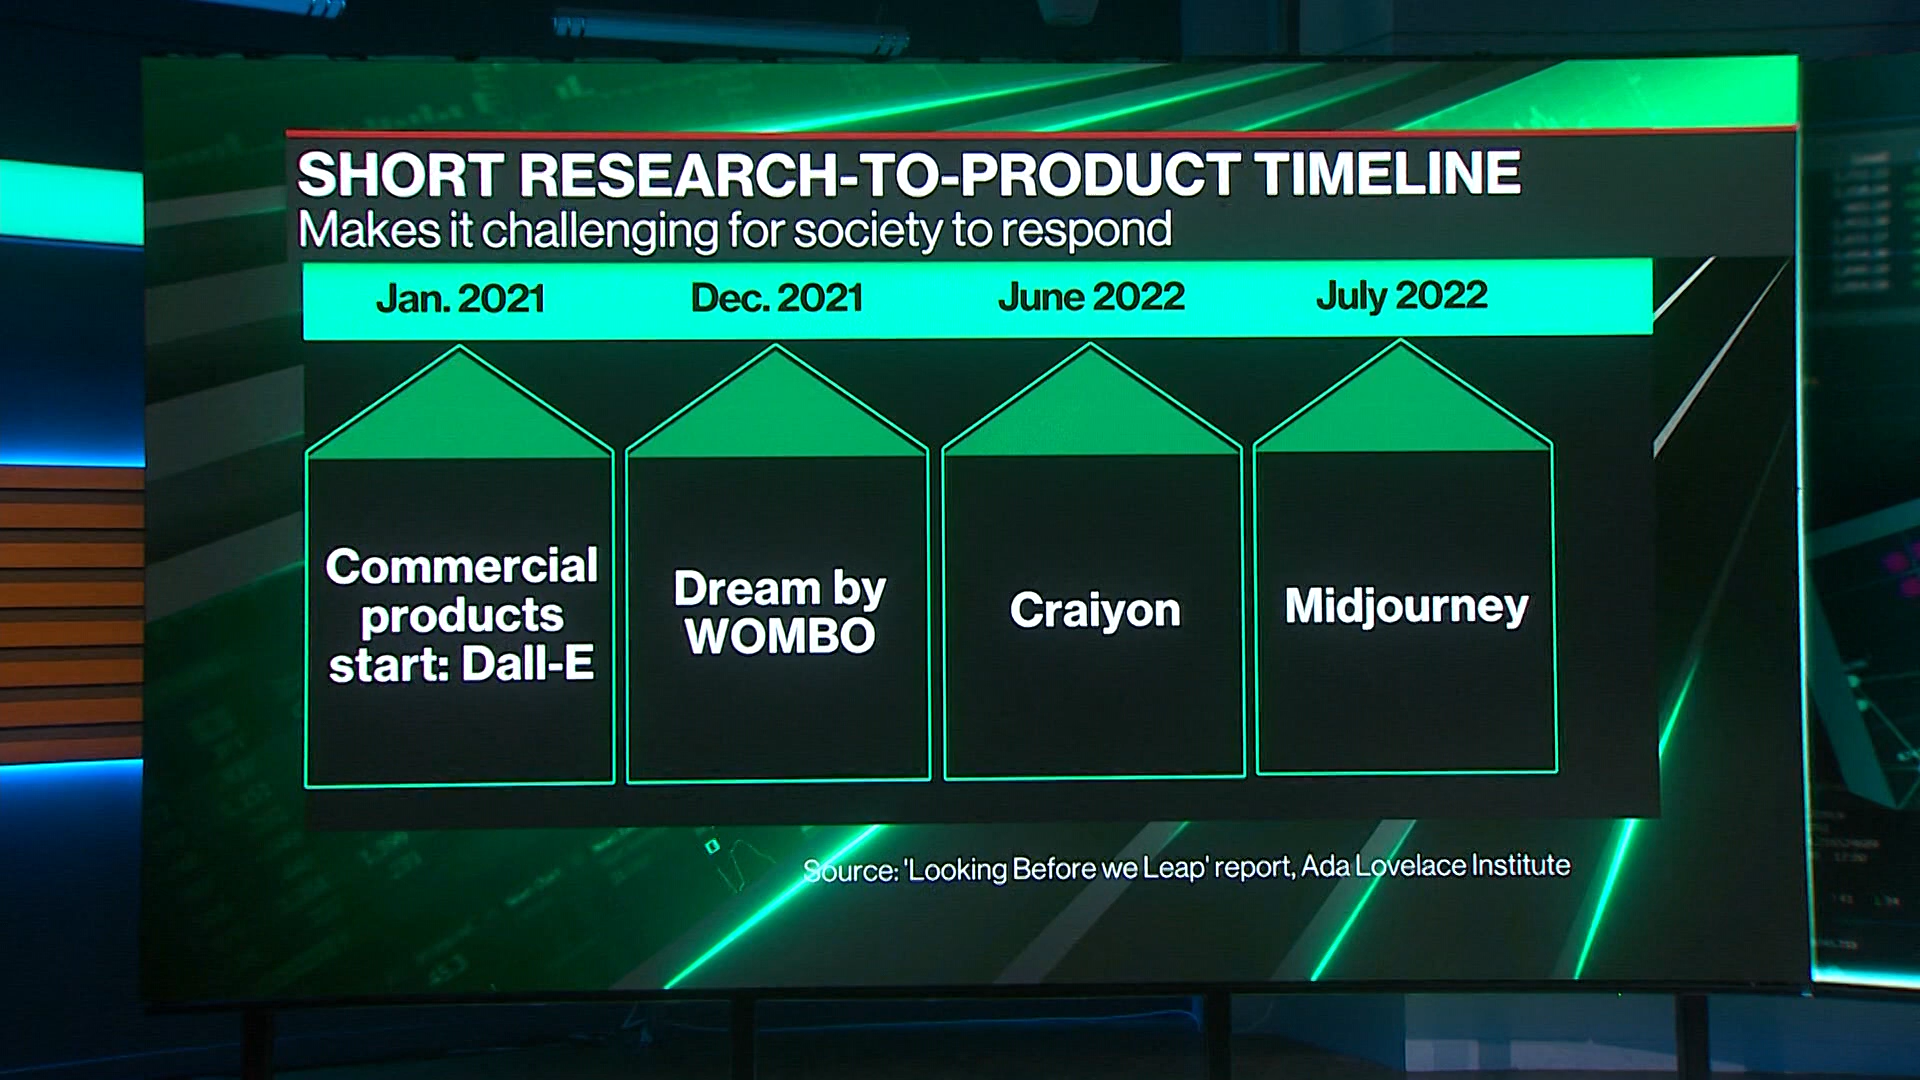 SHORT RESEARCH-TO-PRODUCT TIMELINE
Makes it challenging for society to respond
Jan. 2021
Dec. 2021
June 2022
July 2022
Commercial
products
start: Dall-E
Dream by
WOMBO
Craiyon
Midjourney
Source: 'Looking Before we Leap' report, Ada Lovelace Institute